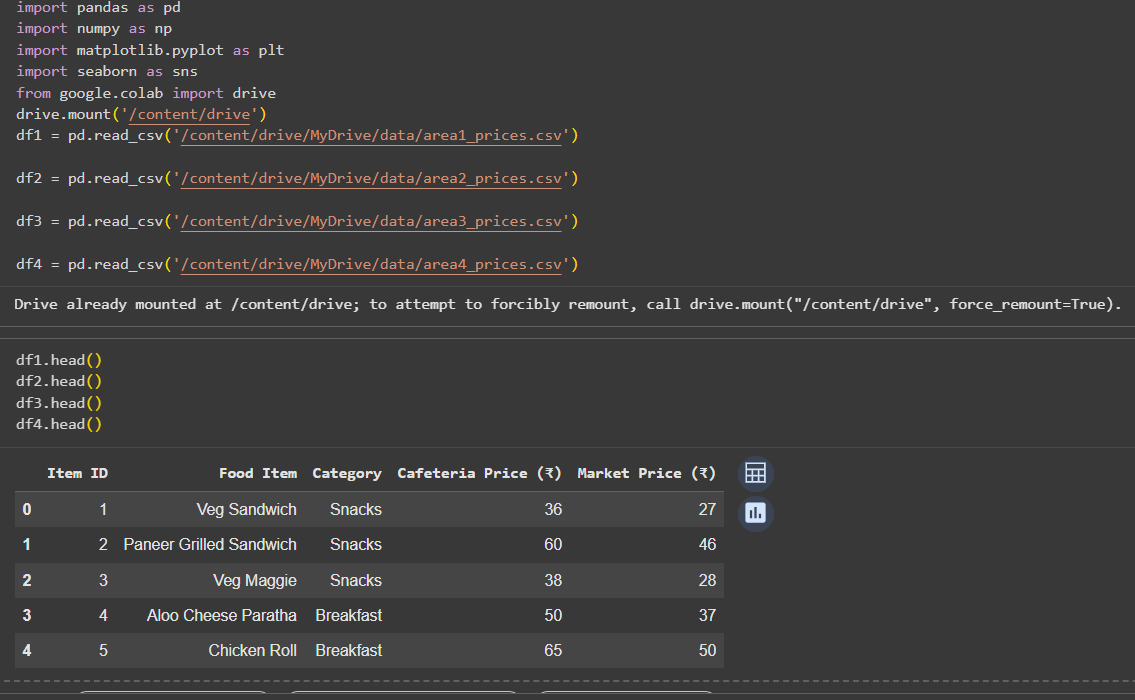 import pandas as pd
import numpy as np
import matplotlib.pyplot as plt
import seaborn as sns
from google.colab import drive
drive.mount('/content/drive')
df1 = pd.read_csv('/content/drive/MyDrive/data/area1_prices.csv')
df2 = pd.read_csv('/content/drive/MyDrive/data/area2_prices.csv')
df3 = pd.read_csv('/content/drive/MyDrive/data/area3_prices.csv')
df4 = pd.read_csv('/content/drive/MyDrive/data/area4_prices.csv')
Drive already mounted at /content/drive; to attempt to forcibly remount, call drive.mount("/content/drive", force_remount=True).
df1.head()
df2.head()
df3.head()
df4.head()
Item ID Food Item Category Cafeteria Price (₹) Market Price (₹)
0 1 Veg Sandwich Snacks 36 27
1 2 Paneer Grilled Sandwich Snacks 60 46
2 3 Veg Maggie Snacks 38 28
3 4 Aloo Cheese Paratha Breakfast 50 37
4 5 Chicken Roll Breakfast 65 50